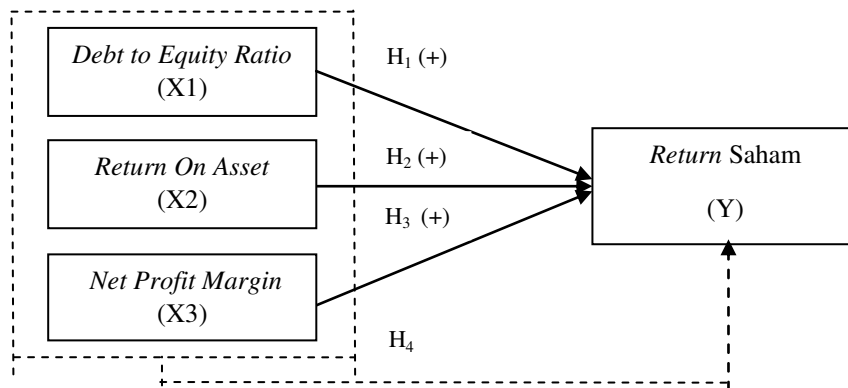 Debt to Equity Ratio
(X1)
H₁ (+)
Return On Asset
(X2)
H₂ (+)
Return Saham
(Y)
H₃ (+)
Net Profit Margin
(X3)
H₄